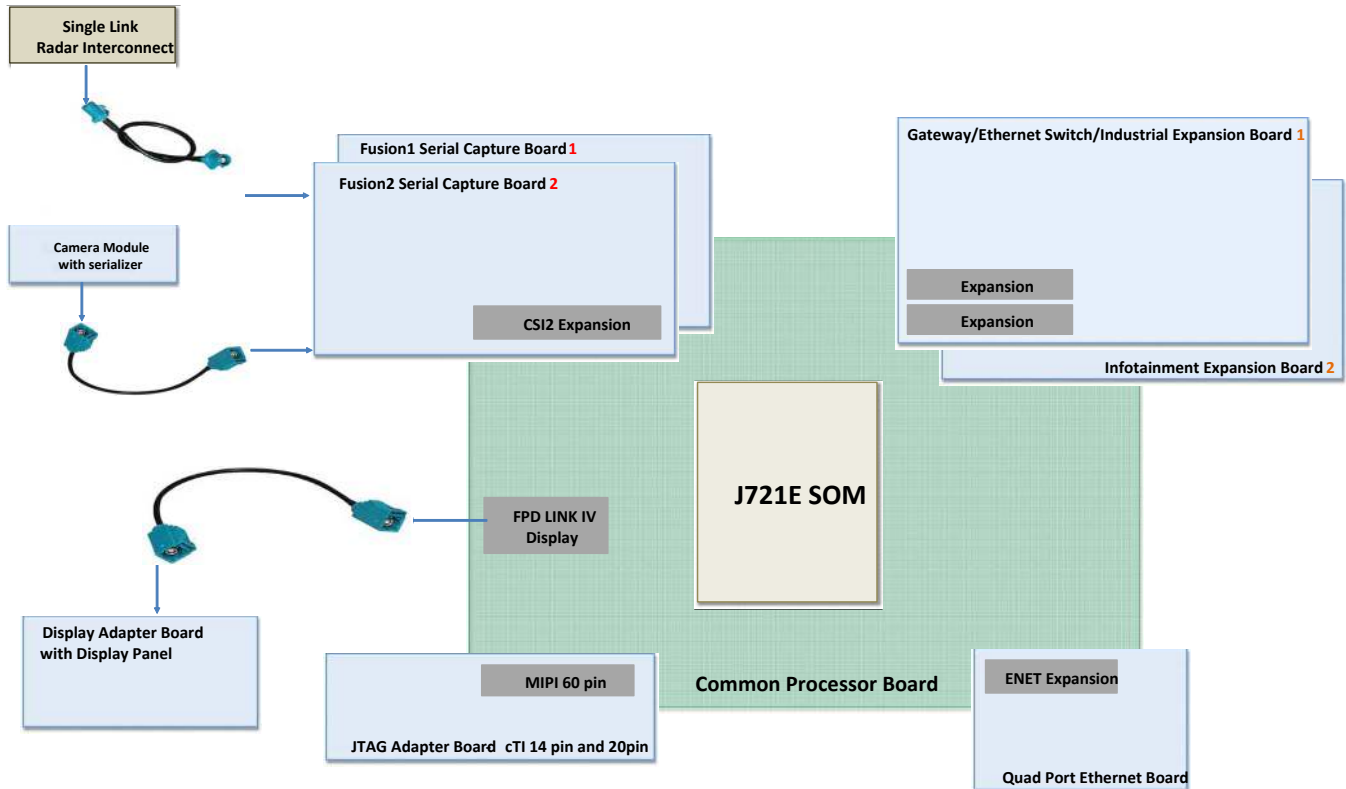 Single Link
Radar Interconnect
Fusion1 Serial Capture Board 1
Fusion2 Serial Capture Board 2
Gateway/Ethernet Switch/Industrial Expansion Board 1
Camera Module
with serializer
Expansion
Expansion
CSI2 Expansion
Infotainment Expansion Board 2
J721E SOM
FPD LINK IV
Display
Display Adapter Board
with Display Panel
MIPI 60 pin
Common Processor Board
ENET Expansion
JTAG Adapter Board- cTI 14 pin and 20pin
Quad Port Ethernet Board